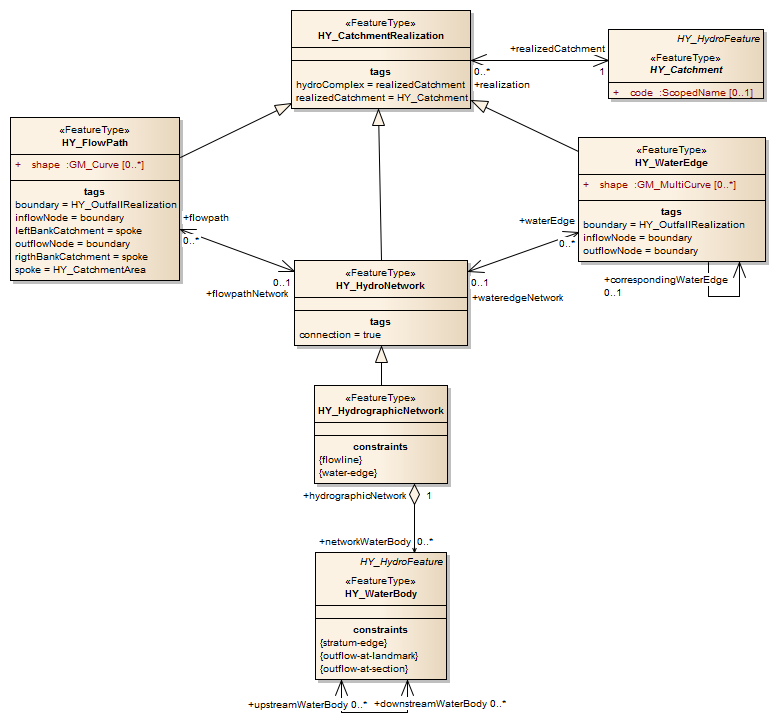 «FeatureType»
HY_CatchmentRealization
tags
hydroComplex = realizedCatchment
realizedCatchment = HY_Catchment
+realizedCatchment
0..*
1
+realization
HY_HydroFeature
«FeatureType»
HY_Catchment
+ code :ScopedName [0..1]
«FeatureType»
HY_FlowPath
+ shape :GM_Curve [0..*]
tags
boundary = HY_OutfallRealization
inflowNode = boundary
leftBankCatchment = spoke
outflowNode = boundary
rigthBankCatchment = spoke
spoke = HY_CatchmentArea
«FeatureType»
HY_WaterEdge
+ shape :GM_MultiCurve [0..*]
tags
boundary = HY_OutfallRealization
inflowNode = boundary
outflowNode = boundary
+flowpath
0..*
0..1
+flowpathNetwork
+waterEdge
0..*
0..1
+wateredgeNetwork
+correspondingWaterEdge
0..1
«FeatureType»
HY_HydroNetwork
tags
connection = true
«FeatureType»
HY_HydrographicNetwork
constraints
{flowline}
{water-edge}
+hydrographicNetwork 1
+networkWaterBody 0..*
HY_HydroFeature
«FeatureType»
HY_WaterBody
constraints
{stratum-edge}
{outflow-at-landmark}
{outflow-at-section}
+upstreamWaterBody 0..* +downstreamWaterBody 0..*